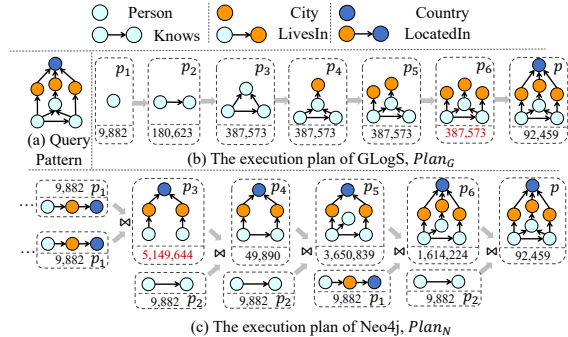 Person City Country
Knows LivesIn LocatedIn
p1 p2 p3 p4 p5 p6 p
9,882 180,623 387,573 387,573 387,573 387,573 92,459
(a) Query
Pattern
(b) The execution plan of GLogS, PlanG
9,882 p1
... ⋈
... 9,882 p1
p3 p4 p5 p6 p
5,149,644 49,890 3,650,839 1,614,224 92,459
⋈ ⋈ ⋈ ⋈
9,882 p2 9,882 p2 9,882 p1 9,882 p2
(c) The execution plan of Neo4j, PlanN